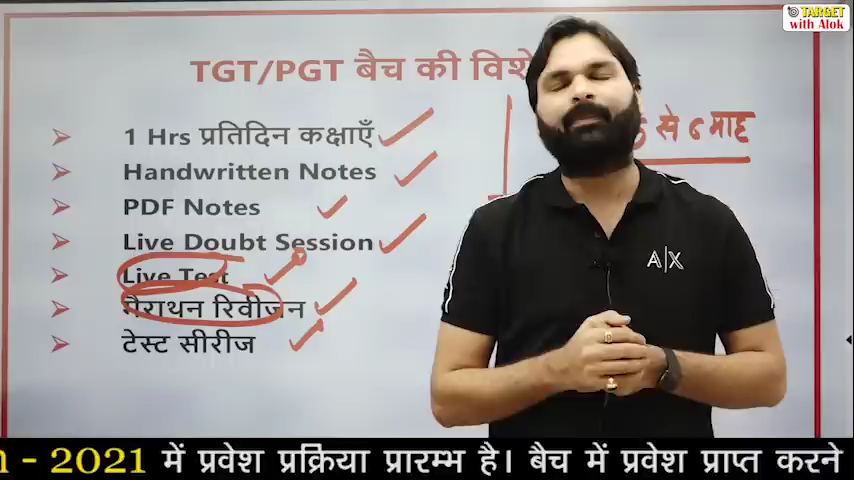 TARGET
with Alok
TGT/PGT बैच की
1 Hrs प्रतिदिन कक्षाएँ
से 6 माह
Handwritten Notes
PDF Notes
Live Doubt Session
Live Test
मैराथन रिवीजन
टेस्ट सीरीज
A|X
- 2021 में प्रवेश प्रक्रिया प्रारम्भ है। बैच में प्रवेश प्राप्त करने